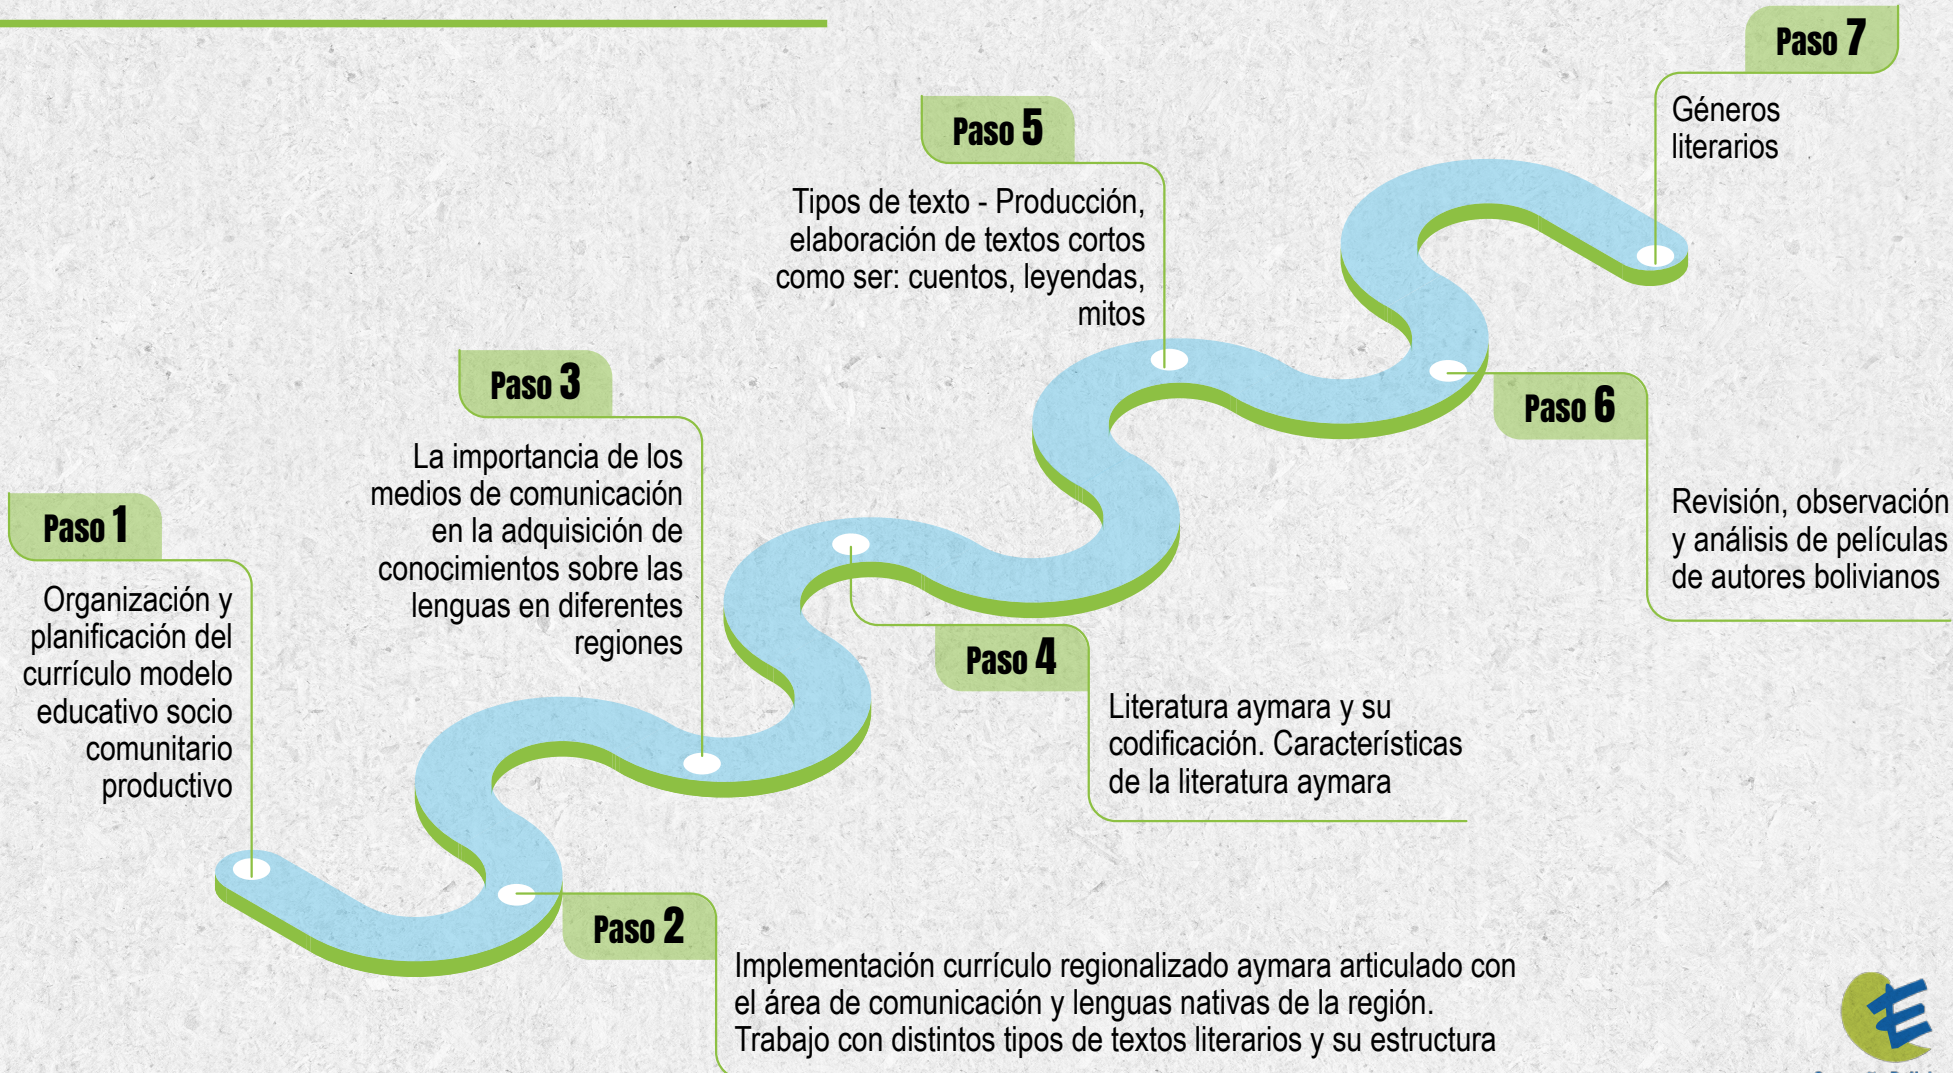 Paso 1
Organización y
planificación del
currículo modelo
educativo socio
comunitario
productivo
Paso 2
Implementación currículo regionalizado aymara articulado con
el área de comunicación y lenguas nativas de la región.
Trabajo con distintos tipos de textos literarios y su estructura
Paso 3
La importancia de los
medios de comunicación
en la adquisición de
conocimientos sobre las
lenguas en diferentes
regiones
Paso 4
Literatura aymara y su
codificación. Características
de la literatura aymara
Paso 5
Tipos de texto - Producción,
elaboración de textos cortos
como ser: cuentos, leyendas,
mitos
Paso 6
Revisión, observación
y análisis de películas
de autores bolivianos
Paso 7
Géneros
literarios